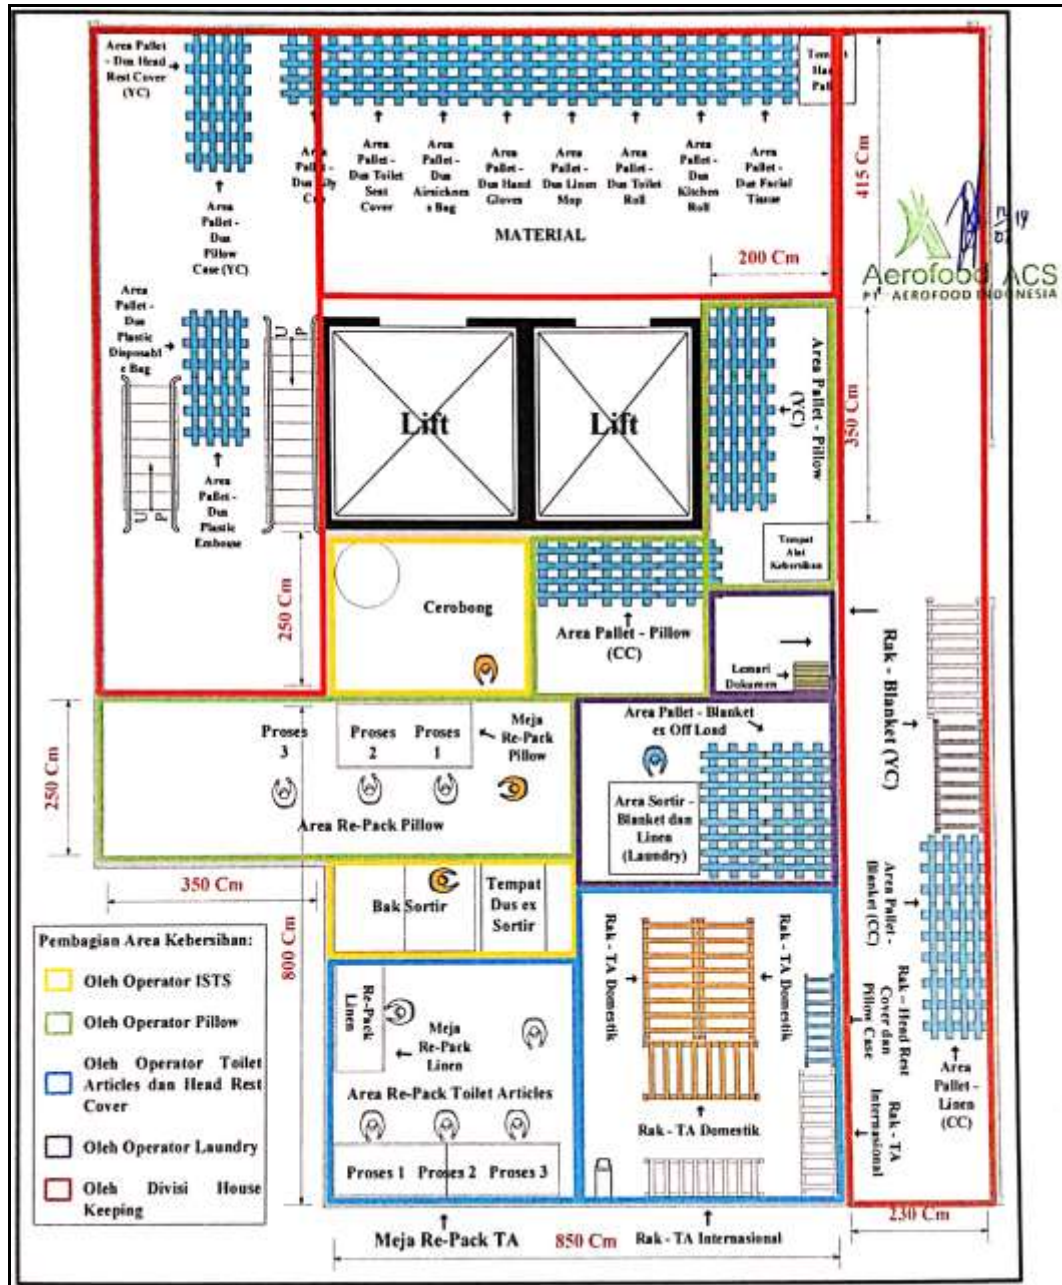 Area Pallet
- Dus Head
Rest Cover
(YC)
Area
Pallet -
Dus
Pillow
Case (YC)
Area
Pallet -
Dus Toilet
Seat
Cover
Area
Pallet -
Dus
Airsicknes
s Bag
Area
Pallet -
Dus Hand
Gloves
Area
Pallet -
Dus Linen
Mop
Area
Pallet -
Dus Toilet
Roll
Area
Pallet -
Dus
Kitchen
Roll
Area
Pallet -
Dus Facial
Tissue
MATERIAL
200 Cm
415 Cm
Aerofood ACS
PT AEROFOOD INDONESIA
Area
Pallet -
Dus
Plastic
Disposabl
e Bag
U
P
U
P
Area
Pallet-
Dus
Plastic
Embouse
Lift
Lift
Area Pallet - Pillow
(YC)
350 Cm
Tempat
Alat
Kebersihan
250 Cm
Cerobong
Area Pallet - Pillow
(CC)
Lemari
Dokumen
Rak - Blanket (YC)
250 Cm
Proses
3
Proses
2
Proses
1
Meja
Re-Pack
Pillow
Area Re-Pack Pillow
Area Pallet - Blanket
ex Off Load
Area Sortir -
Blanket dan
Linen
(Laundry)
Area Pallet -
Blanket (CC)
350 Cm
800 Cm
Bak Sortir
Tempat
Dus ex
Sortir
Pembagian Area Kebersihan:
Oleh Operator ISTS
Oleh Operator Pillow
Oleh Operator Toilet
Articles dan Head Rest
Cover
Oleh Operator Laundry
Oleh Divisi House
Keeping
Re-Pack
Linen
Meja
Re-Pack
Linen
Area Re-Pack Toilet Articles
Proses 1
Proses 2
Proses 3
Rak - TA Domestik
Rak - TA Domestik
Rak - TA Domestik
Rak - Head Rest
Cover dan
Pillow Case
Rak - TA
Internasional
Area
Pallet -
Linen
(CC)
230 Cm
Meja Re-Pack TA
850 Cm
Rak - TA Internasional